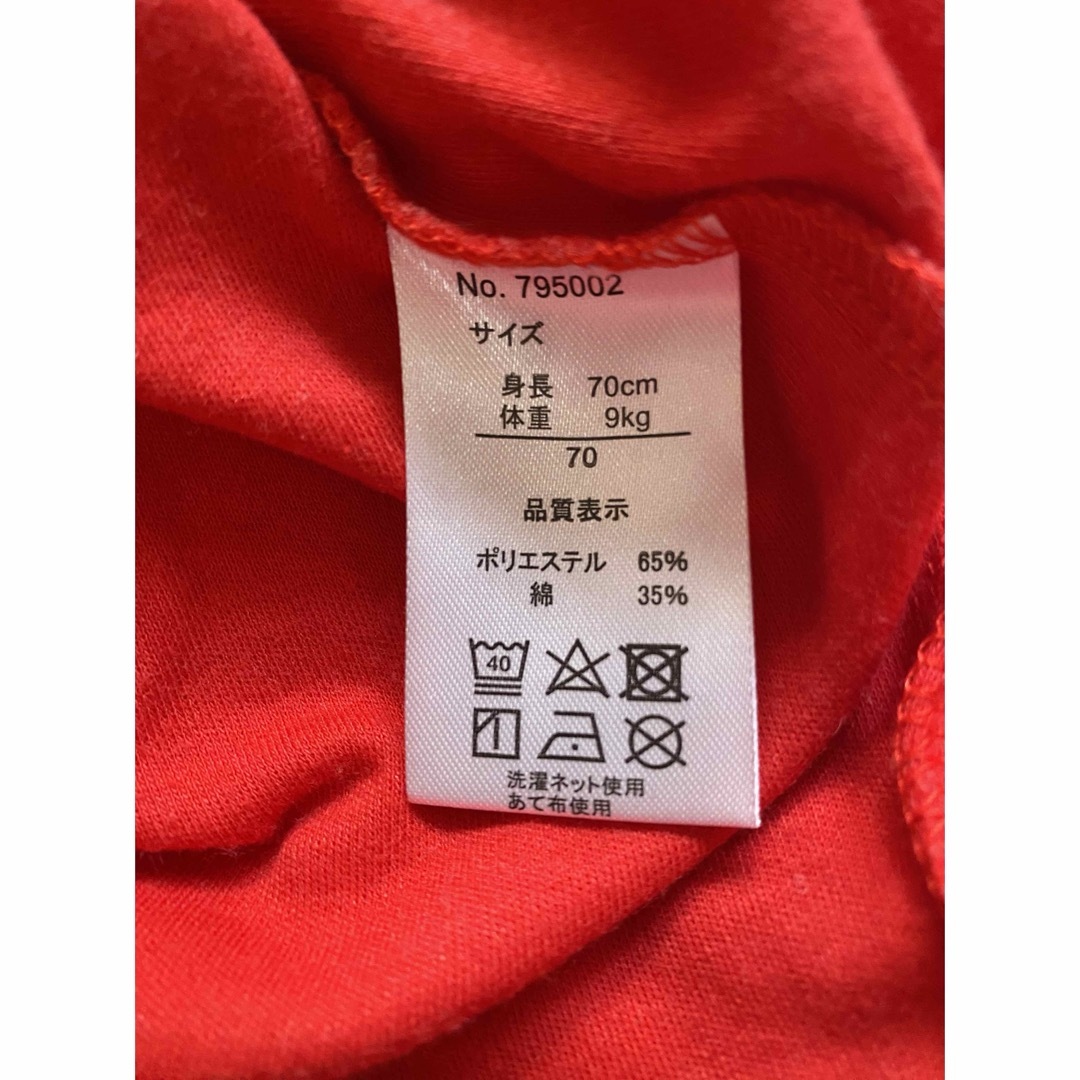 No. 795002
サイズ
身長 70cm
体重 9kg
70
品質表示
ポリエステル 65%
綿 35%
40
洗濯ネット使用
あて布使用